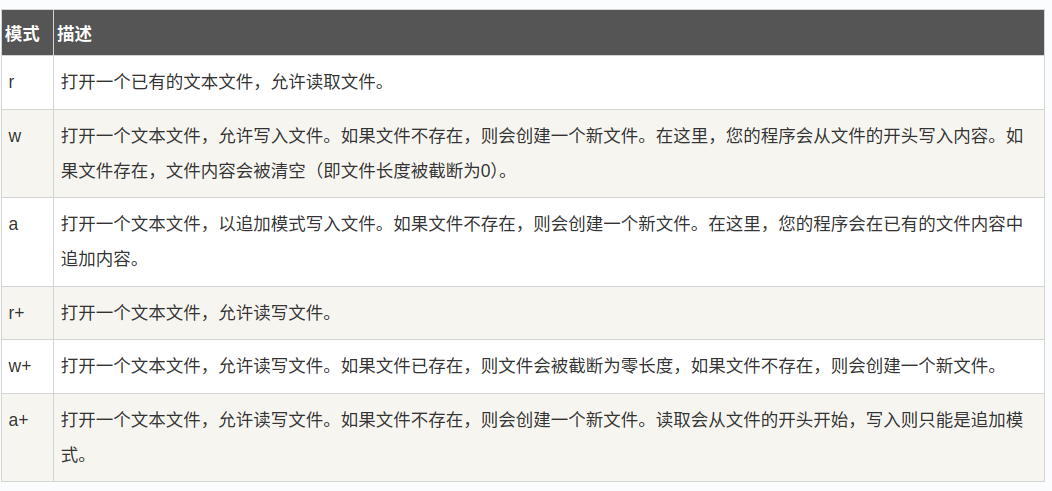 模式 描述
r 打开一个已有的文本文件，允许读取文件。
w 打开一个文本文件，允许写入文件。如果文件不存在，则会创建一个新文件。在这里，您的程序会从文件的开头写入内容。如
果文件存在，文件内容会被清空（即文件长度被截断为0）。
a 打开一个文本文件，以追加模式写入文件。如果文件不存在，则会创建一个新文件。在这里，您的程序会在已有的文件内容中
追加内容。
r+ 打开一个文本文件，允许读写文件。
w+ 打开一个文本文件，允许读写文件。如果文件已存在，则文件会被截断为零长度，如果文件不存在，则会创建一个新文件。
a+ 打开一个文本文件，允许读写文件。如果文件不存在，则会创建一个新文件。读取会从文件的开头开始，写入则只能是追加模
式。